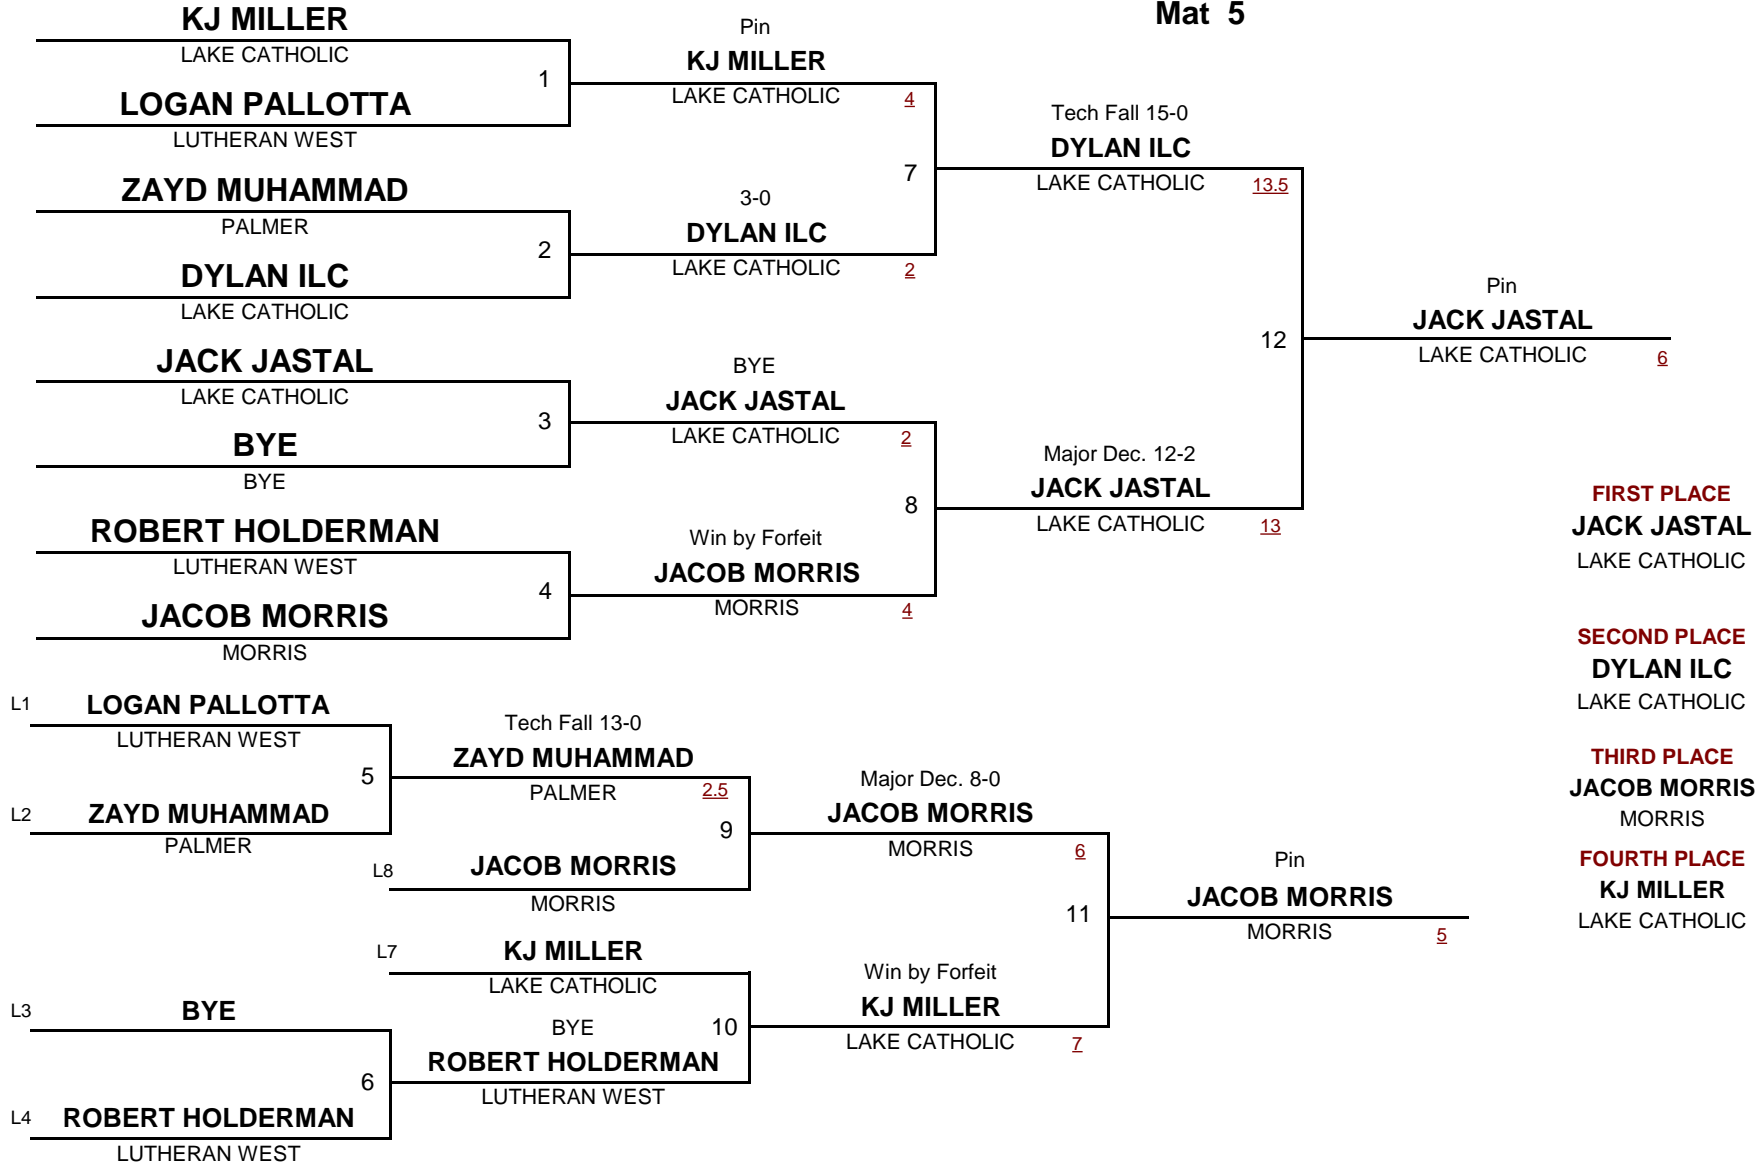 Mat 5
KJ MILLER
LAKE CATHOLIC
1
LOGAN PALLOTTA
LUTHERAN WEST
ZAYD MUHAMMAD
PALMER
2
DYLAN ILC
LAKE CATHOLIC
JACK JASTAL
LAKE CATHOLIC
3
BYE
BYE
ROBERT HOLDERMAN
LUTHERAN WEST
4
JACOB MORRIS
MORRIS
Pin
KJ MILLER
LAKE CATHOLIC 4
7
3-0
DYLAN ILC
LAKE CATHOLIC 2
BYE
JACK JASTAL
LAKE CATHOLIC 2
8
Win by Forfeit
JACOB MORRIS
MORRIS 4
Tech Fall 15-0
DYLAN ILC
LAKE CATHOLIC 13.5
12
Major Dec. 12-2
JACK JASTAL
LAKE CATHOLIC 13
Pin
JACK JASTAL
LAKE CATHOLIC 6
FIRST PLACE
JACK JASTAL
LAKE CATHOLIC
SECOND PLACE
DYLAN ILC
LAKE CATHOLIC
THIRD PLACE
JACOB MORRIS
MORRIS
FOURTH PLACE
KJ MILLER
LAKE CATHOLIC
L1 LOGAN PALLOTTA
LUTHERAN WEST
5
L2 ZAYD MUHAMMAD
PALMER
L3 BYE
6
L4 ROBERT HOLDERMAN
LUTHERAN WEST
Tech Fall 13-0
ZAYD MUHAMMAD
PALMER 2.5
9
L8 JACOB MORRIS
MORRIS
L7 KJ MILLER
LAKE CATHOLIC
BYE 10
ROBERT HOLDERMAN
LUTHERAN WEST
Major Dec. 8-0
JACOB MORRIS
MORRIS 6
11
Win by Forfeit
KJ MILLER
LAKE CATHOLIC 7
Pin
JACOB MORRIS
MORRIS 5